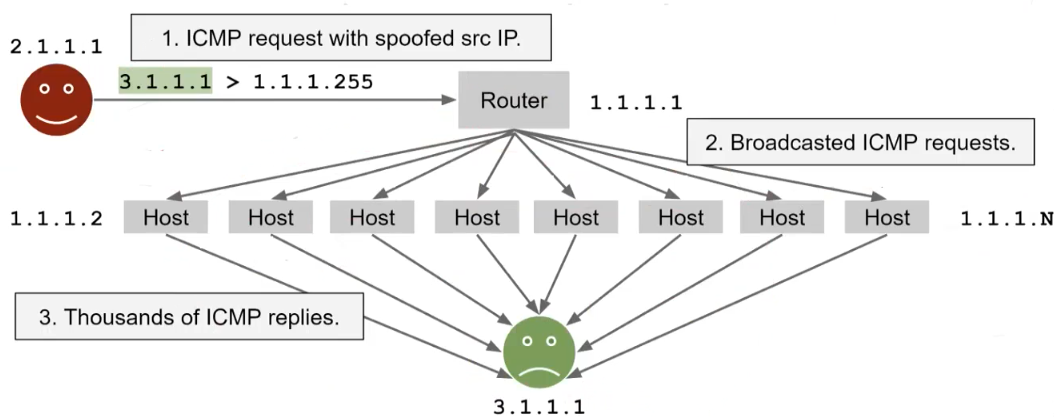 1. ICMP request with spoofed src IP.
2.1.1.1
3.1.1.1 > 1.1.1.255
Router
1.1.1.1
2. Broadcasted ICMP requests.
1.1.1.2
Host
Host
Host
Host
Host
Host
Host
Host
1.1.1.N
3. Thousands of ICMP replies.
3.1.1.1